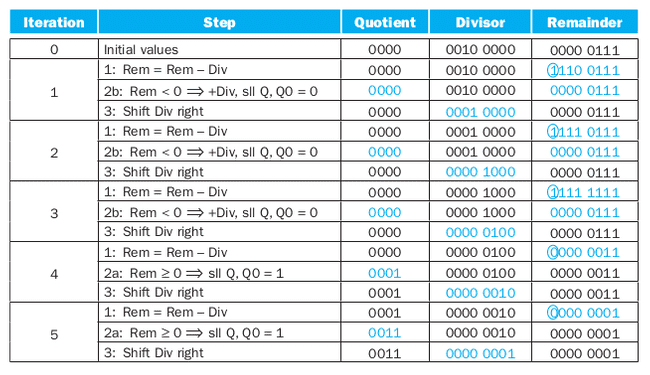 Iteration Step Quotient Divisor Remainder
0 Initial values 0000 0010 0000 0000 0111
1 1: Rem = Rem – Div 0000 0010 0000 1110 0111
2b: Rem < 0 ⟹ +Div, sll Q, Q0 = 0 0000 0010 0000 0000 0111
3: Shift Div right 0000 0001 0000 0000 0111
2 1: Rem = Rem – Div 0000 0001 0000 1111 0111
2b: Rem < 0 ⟹ +Div, sll Q, Q0 = 0 0000 0001 0000 0000 0111
3: Shift Div right 0000 0000 1000 0000 0111
3 1: Rem = Rem – Div 0000 0000 1000 1111 1111
2b: Rem < 0 ⟹ +Div, sll Q, Q0 = 0 0000 0000 1000 0000 0111
3: Shift Div right 0000 0000 0100 0000 0111
4 1: Rem = Rem – Div 0000 0000 0100 0000 0011
2a: Rem ≥ 0 ⟹ sll Q, Q0 = 1 0001 0000 0100 0000 0011
3: Shift Div right 0001 0000 0010 0000 0011
5 1: Rem = Rem – Div 0001 0000 0010 0000 0001
2a: Rem ≥ 0 ⟹ sll Q, Q0 = 1 0011 0000 0010 0000 0001
3: Shift Div right 0011 0000 0001 0000 0001